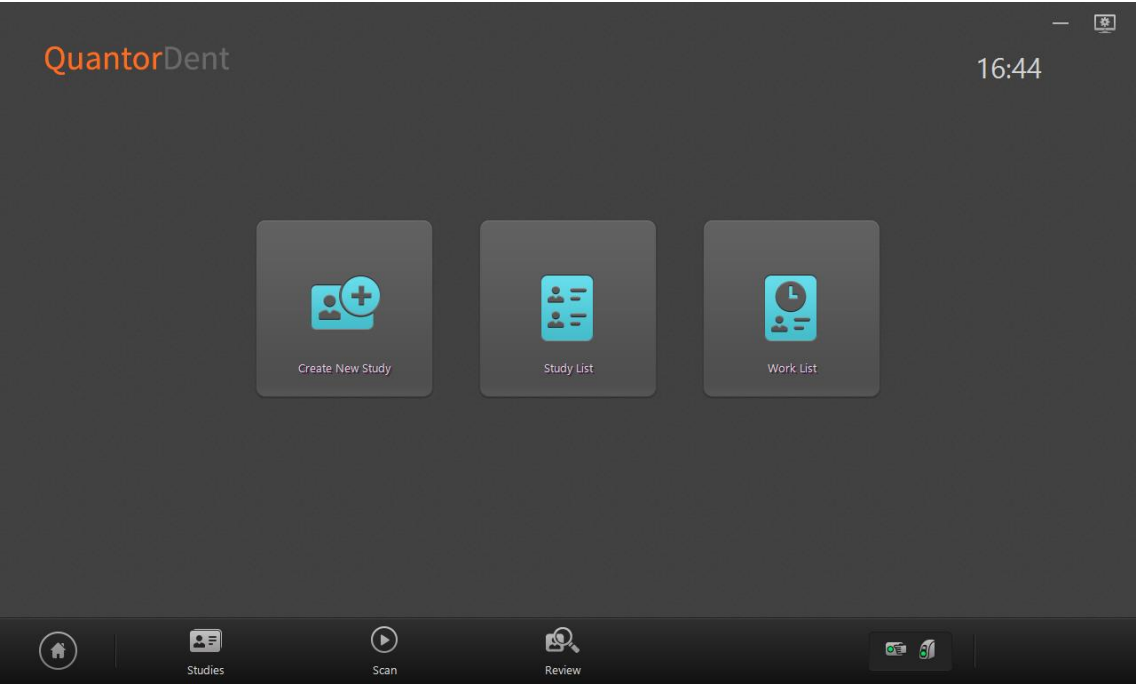 QuantorDent
16:44
Create New Study
Study List
Work List
Studies
Scan
Review